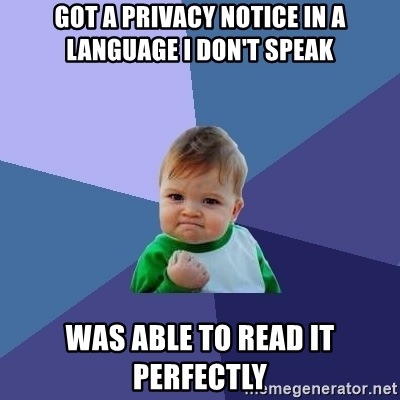 GOT A PRIVACY NOTICE IN A
LANGUAGE I DON'T SPEAK
WAS ABLE TO READ IT
PERFECTLY
memegenerator.net